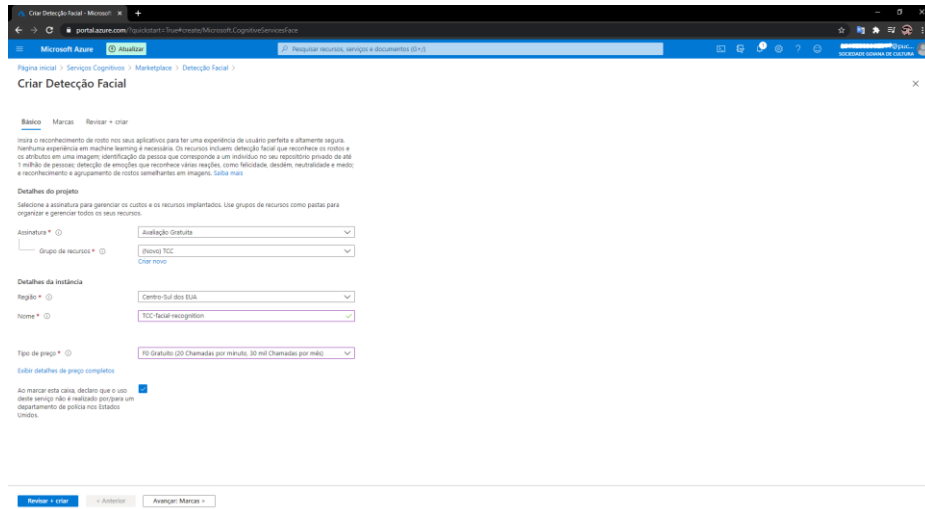 Criar Detecção Facial - Microsoft
portal.azure.com/?quickstart=True#create/Microsoft.CognitiveServicesFace
Microsoft Azure
Atualizar
Pesquisar recursos, serviços e documentos (G+/)
@puc...
SOCIEDADE GOIANA DE CULTURA
Página inicial > Serviços Cognitivos > Marketplace > Detecção Facial >
Criar Detecção Facial
Básico Marcas Revisar + criar
Insira o reconhecimento de rosto nos seus aplicativos para ter uma experiência de usuário perfeita e altamente segura.
Nenhuma experiência em machine learning é necessária. Os recursos incluem: detecção facial que reconhece os rostos e
os atributos em uma imagem; identificação da pessoa que corresponde a um indivíduo no seu repositório privado de até
1 milhão de pessoas; detecção de emoções que reconhece várias reações, como felicidade, desdém, neutralidade e medo;
e reconhecimento e agrupamento de rostos semelhantes em imagens. Saiba mais
Detalhes do projeto
Selecione a assinatura para gerenciar os custos e os recursos implantados. Use grupos de recursos como pastas para
organizar e gerenciar todos os seus recursos.
Assinatura *
Avaliação Gratuita
Grupo de recursos *
(Novo) TCC
Criar novo
Detalhes da instância
Região *
Centro-Sul dos EUA
Nome *
TCC-facial-recognition
Tipo de preço *
F0 Gratuito (20 Chamadas por minuto, 30 mil Chamadas por mês)
Exibir detalhes de preço completos
Ao marcar esta caixa, declaro que o uso
deste serviço não é realizado por/para um
departamento de polícia nos Estados
Unidos.
Revisar + criar
< Anterior
Avançar: Marcas >